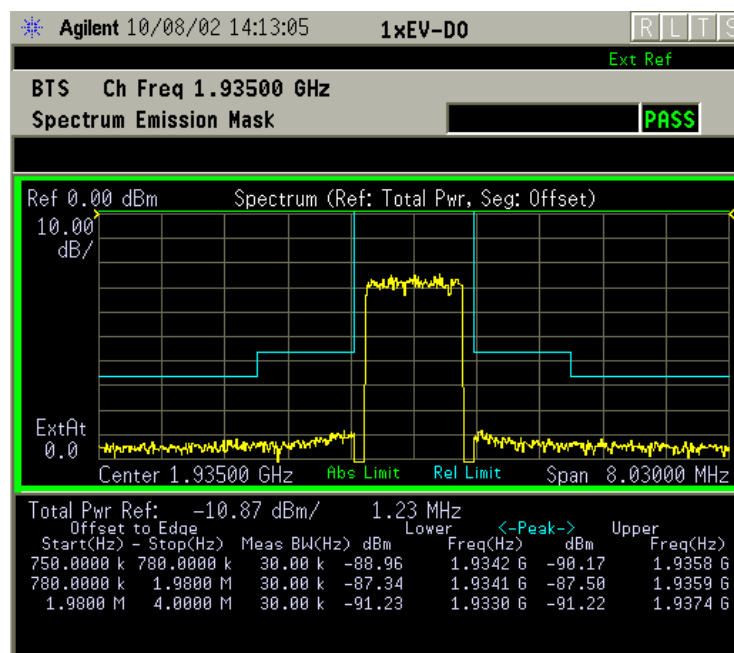 Agilent 10/08/02 14:13:05 1xEV-DO R L T S
Ext Ref
BTS Ch Freq 1.93500 GHz
Spectrum Emission Mask PASS
Ref 0.00 dBm Spectrum (Ref: Total Pwr, Seg: Offset)
10.00
dB/
ExtAt
0.0
Center 1.93500 GHz Abs Limit Rel Limit Span 8.03000 MHz
Total Pwr Ref: -10.87 dBm/ 1.23 MHz
Offset to Edge Lower <-Peak-> Upper
Start(Hz) - Stop(Hz) Meas BW(Hz) dBm Freq(Hz) dBm Freq(Hz)
750.0000 k 780.0000 k 30.00 k -88.96 1.9342 G -90.17 1.9358 G
780.0000 k 1.9800 M 30.00 k -87.34 1.9341 G -87.50 1.9359 G
1.9800 M 4.0000 M 30.00 k -91.23 1.9330 G -91.22 1.9374 G